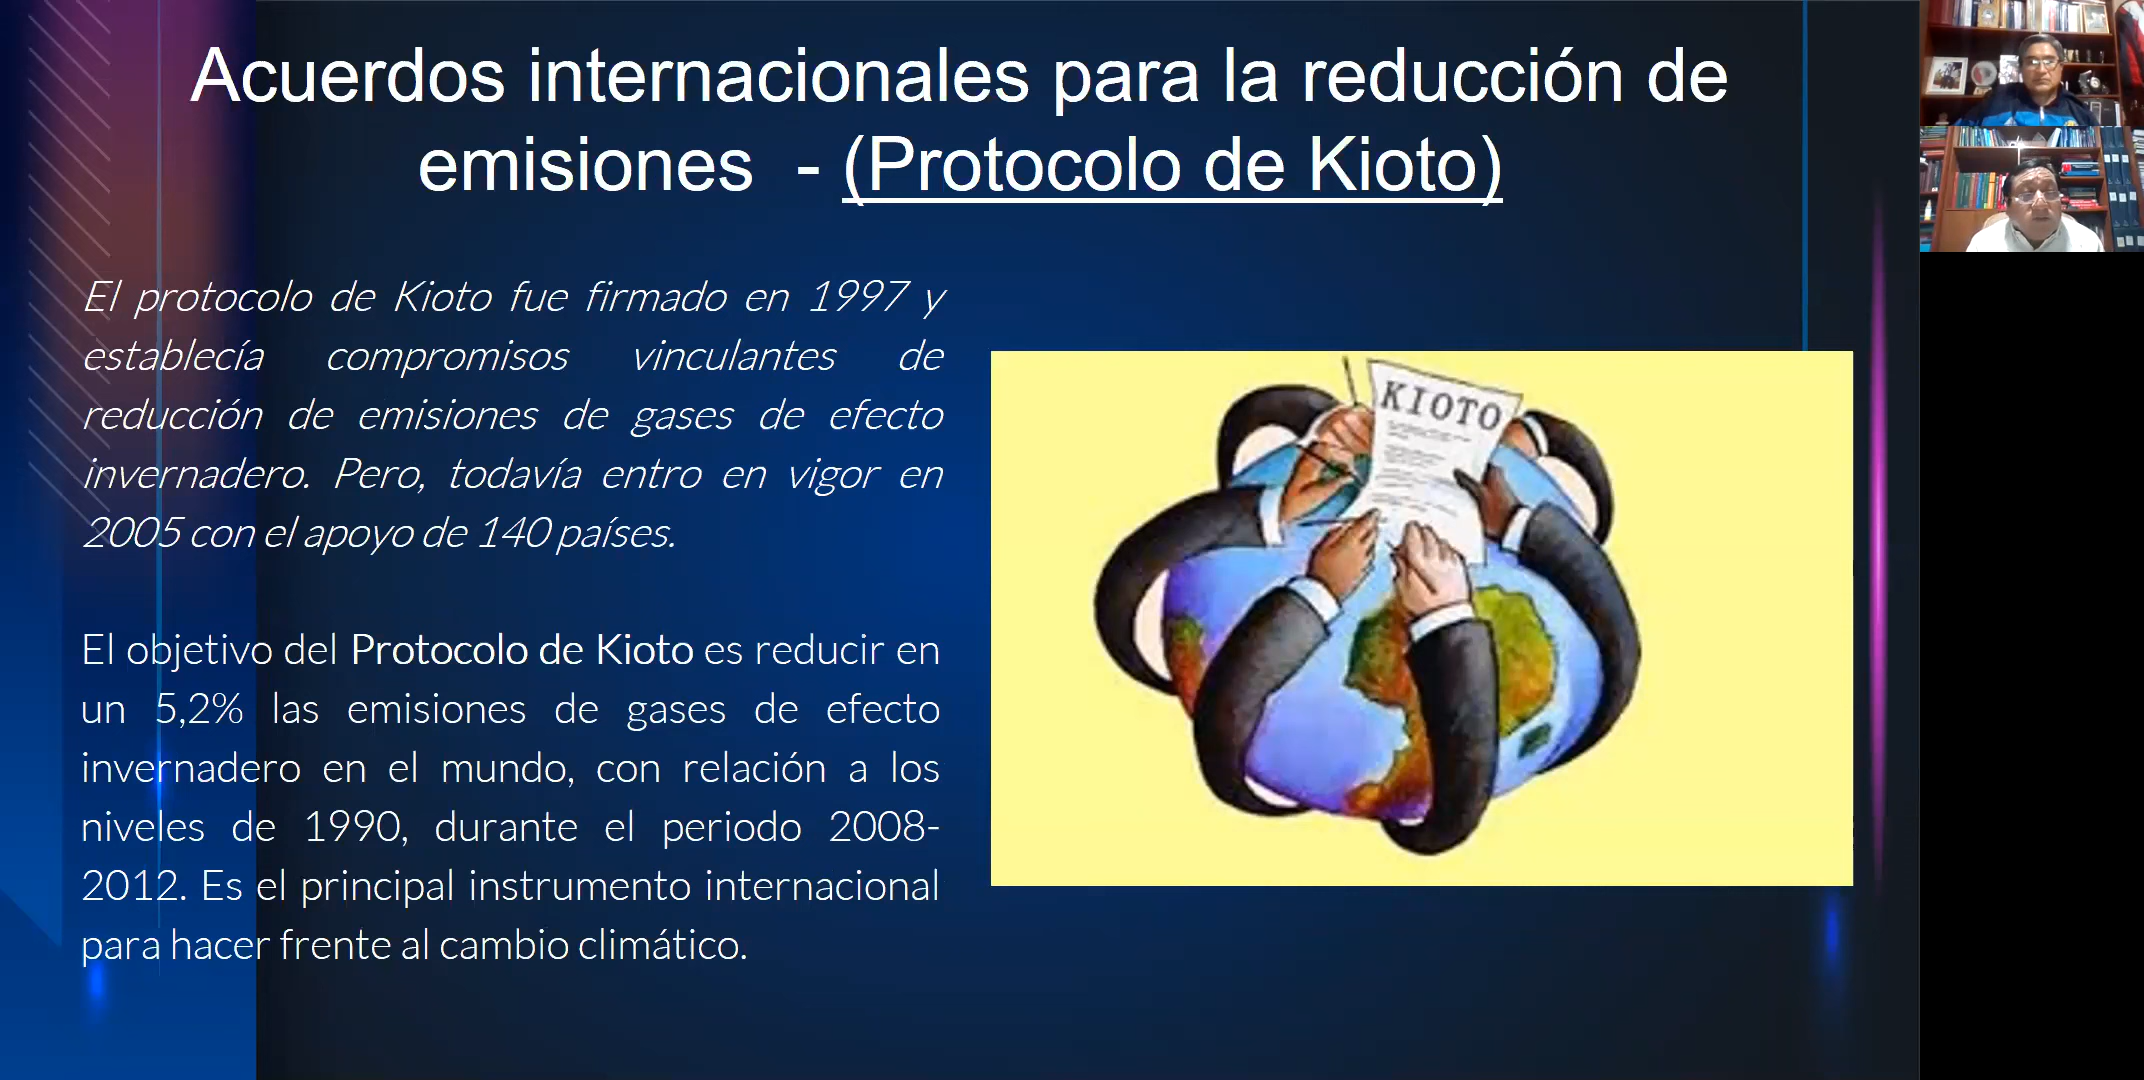 Acuerdos internacionales para la reducción de
emisiones - (Protocolo de Kioto)
El protocolo de Kioto fue firmado en 1997 y
establecía compromisos vinculantes de
reducción de emisiones de gases de efecto
invernadero. Pero, todavía entro en vigor en
2005 con el apoyo de 140 países.
El objetivo del Protocolo de Kioto es reducir en
un 5,2% las emisiones de gases de efecto
invernadero en el mundo, con relación a los
niveles de 1990, durante el periodo 2008-
2012. Es el principal instrumento internacional
para hacer frente al cambio climático.
KIOTO